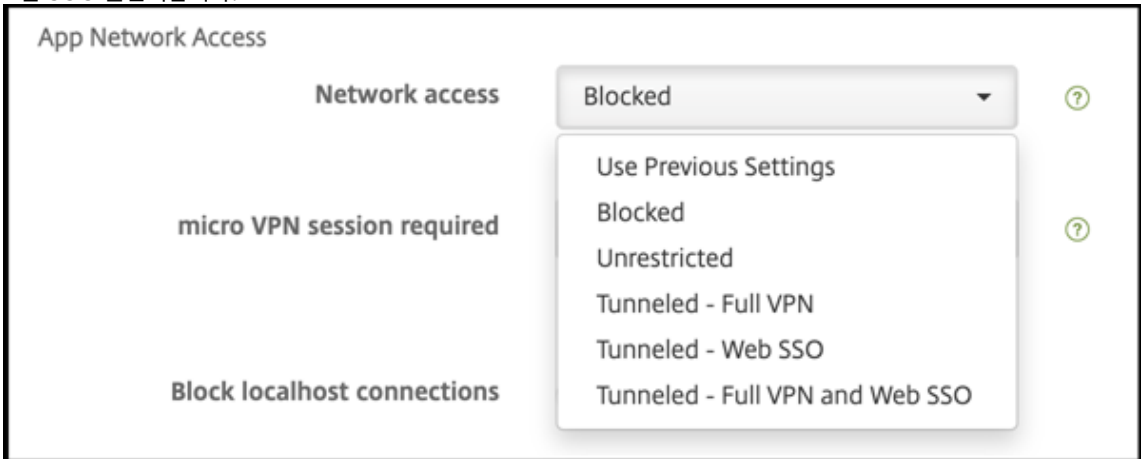 App Network Access
Network access
Blocked
Use Previous Settings
Blocked
micro VPN session required
Unrestricted
Tunneled - Full VPN
Tunneled - Web SSO
Block localhost connections
Tunneled - Full VPN and Web SSO